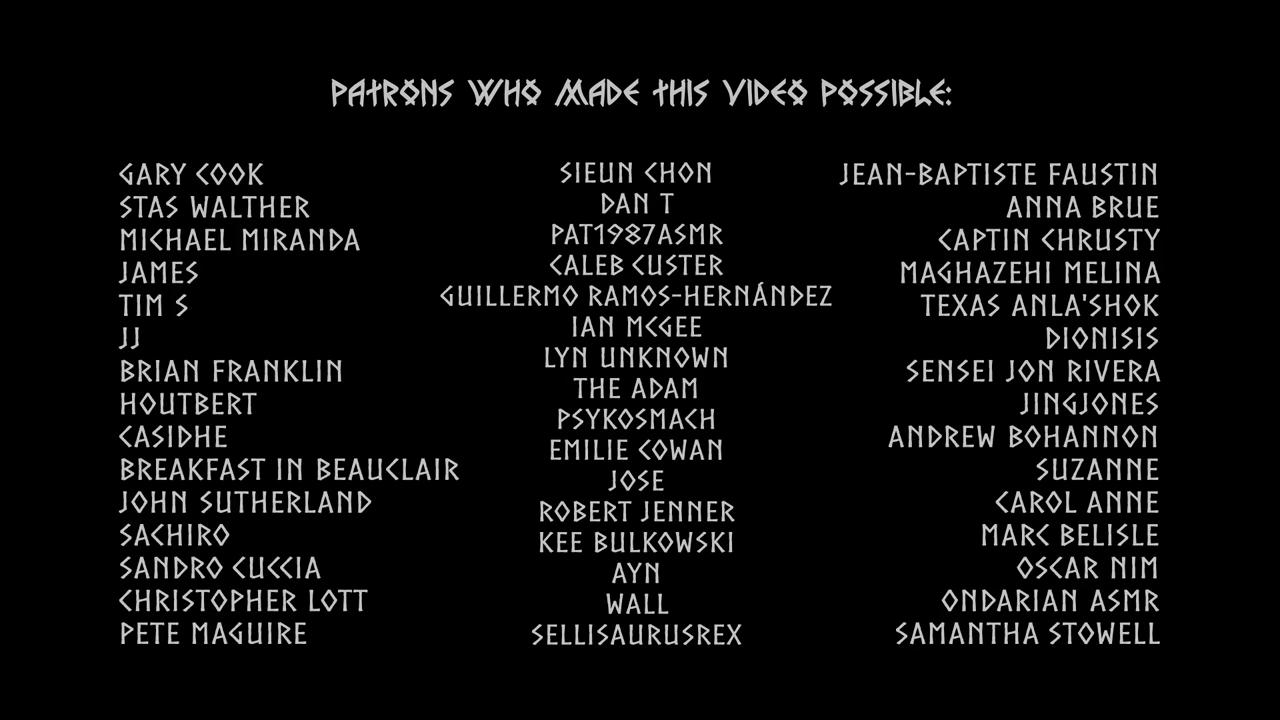 PATRONS WHO MADE THIS VIDEO POSSIBLE:
GARY COOK
STAS WALTHER
MICHAEL MIRANDA
JAMES
TIM S
JJ
BRIAN FRANKLIN
HOUTBERT
CASIDHE
BREAKFAST IN BEAUCLAIR
JOHN SUTHERLAND
SACHIRO
SANDRO CUCCIA
CHRISTOPHER LOTT
PETE MAGUIRE
SIEUN CHON
DAN T
PAT1987ASMR
CALEB CUSTER
GUILLERMO RAMOS-HERNÁNDEZ
IAN MCGEE
LYN UNKNOWN
THE ADAM
PSYKOSMACH
EMILIE COWAN
JOSE
ROBERT JENNER
KEE BULKOWSKI
AYN
WALL
SELLISAURUSREX
JEAN-BAPTISTE FAUSTIN
ANNA BRUE
CAPTIN CHRUSTY
MAGHAZEHI MELINA
TEXAS ANLA'SHOK
DIONISIS
SENSEI JON RIVERA
JINGJONES
ANDREW BOHANNON
SUZANNE
CAROL ANNE
MARC BELISLE
OSCAR NIM
ONDARIAN ASMR
SAMANTHA STOWELL